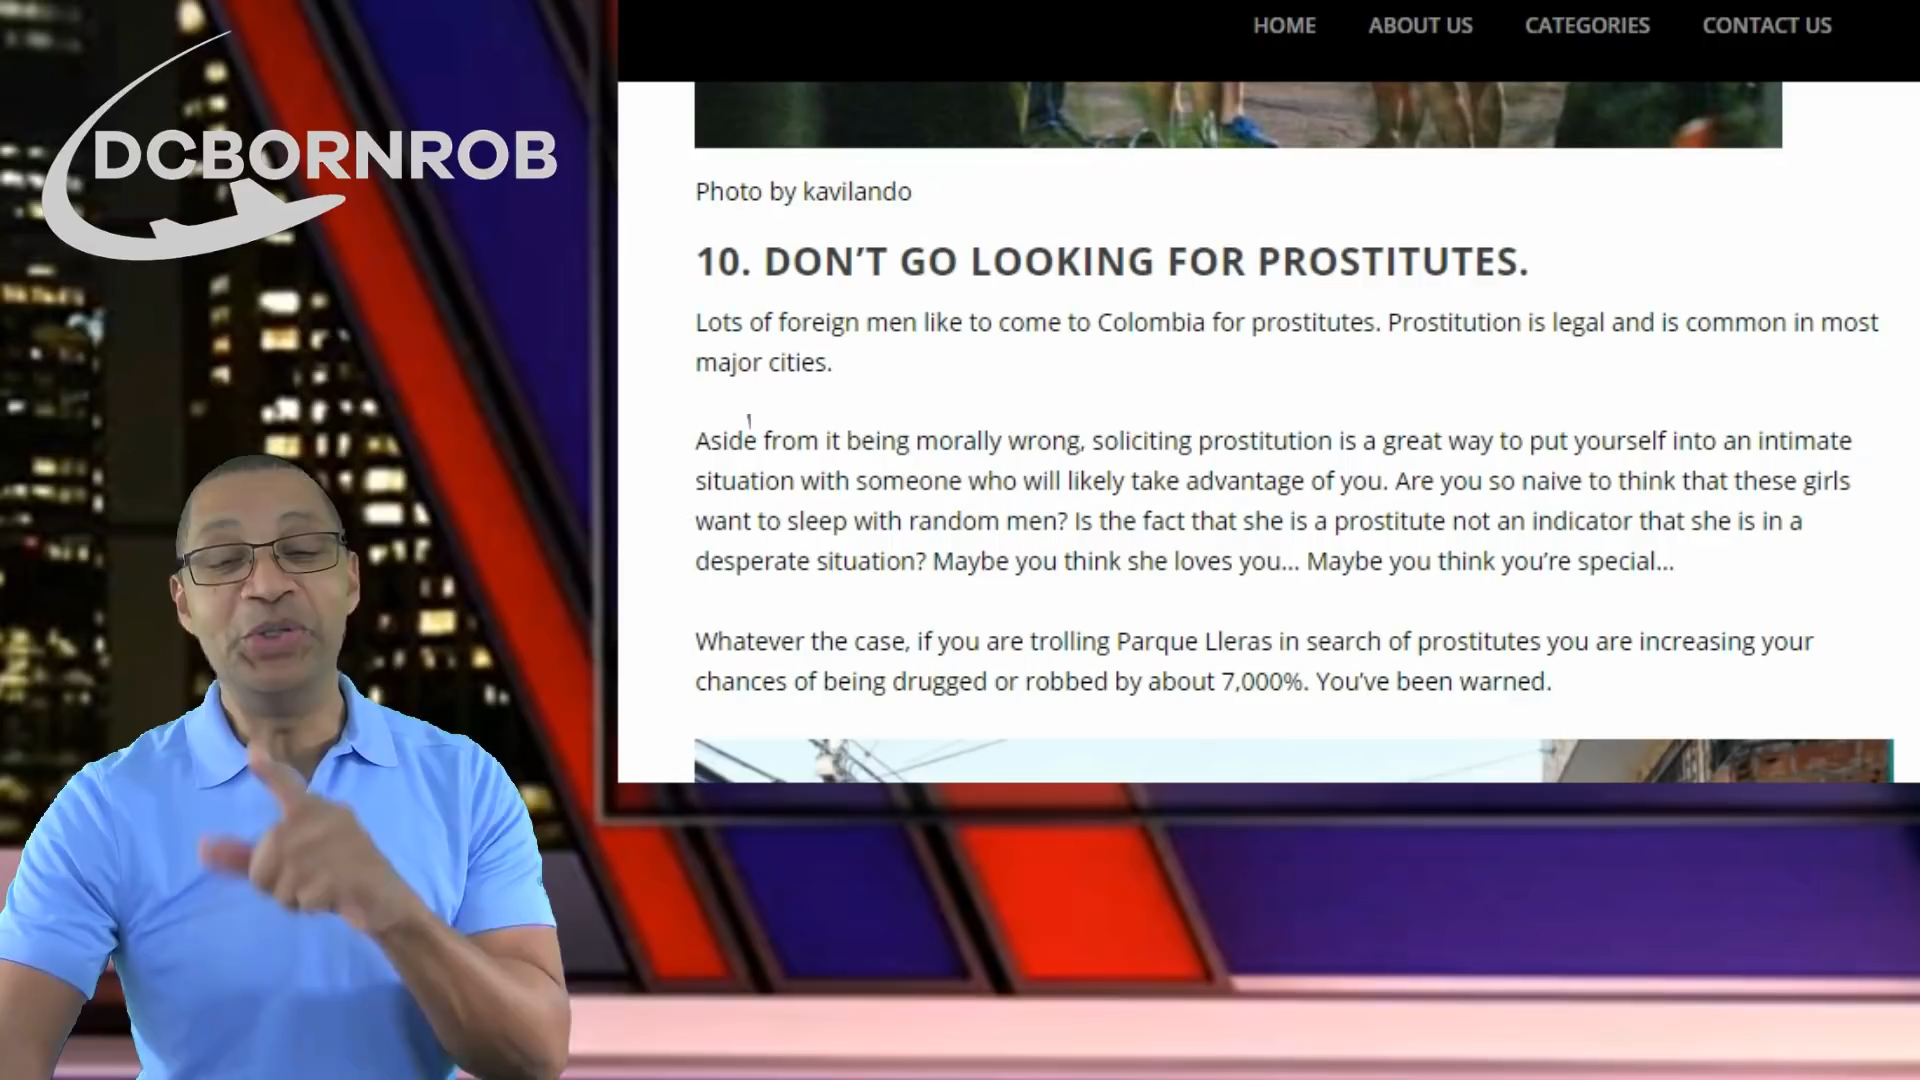 DCBORNROB
HOME ABOUT US CATEGORIES CONTACT US
Photo by kavilando
10. DON’T GO LOOKING FOR PROSTITUTES.
Lots of foreign men like to come to Colombia for prostitutes. Prostitution is legal and is common in most
major cities.
Aside from it being morally wrong, soliciting prostitution is a great way to put yourself into an intimate
situation with someone who will likely take advantage of you. Are you so naive to think that these girls
want to sleep with random men? Is the fact that she is a prostitute not an indicator that she is in a
desperate situation? Maybe you think she loves you... Maybe you think you’re special...
Whatever the case, if you are trolling Parque Lleras in search of prostitutes you are increasing your
chances of being drugged or robbed by about 7,000%. You’ve been warned.